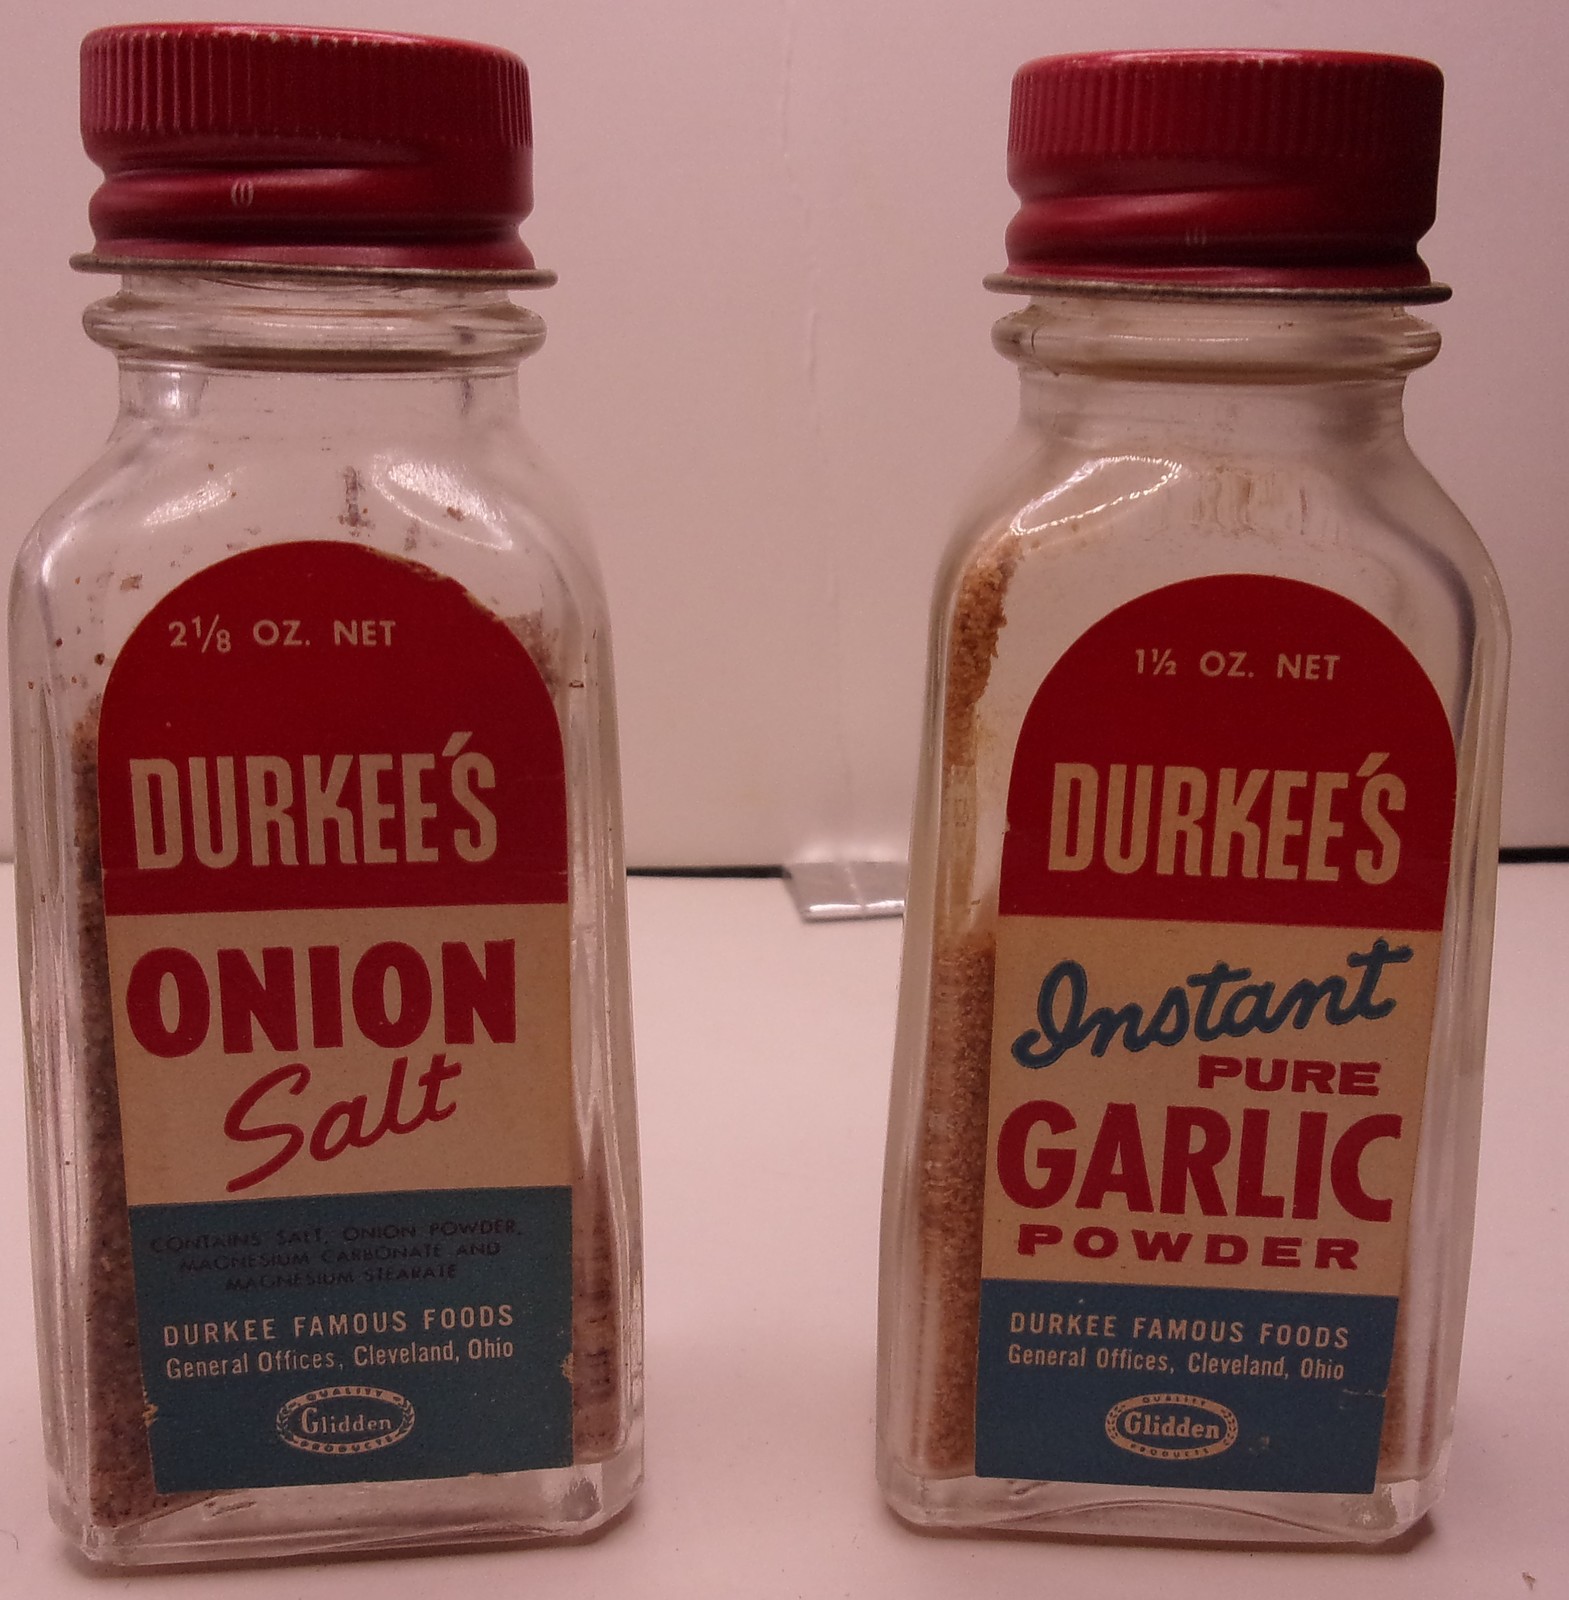 2 1/8 OZ. NET
DURKEE'S
ONION
Salt
CONTAINS SALT, ONION POWDER,
MAGNESIUM CARBONATE AND
MAGNESIUM STEARATE
DURKEE FAMOUS FOODS
General Offices, Cleveland, Ohio
QUALITY
Glidden
PRODUCTS
1½ OZ. NET
DURKEE'S
Instant
PURE
GARLIC
POWDER
DURKEE FAMOUS FOODS
General Offices, Cleveland, Ohio
QUALITY
Glidden
PRODUCTS